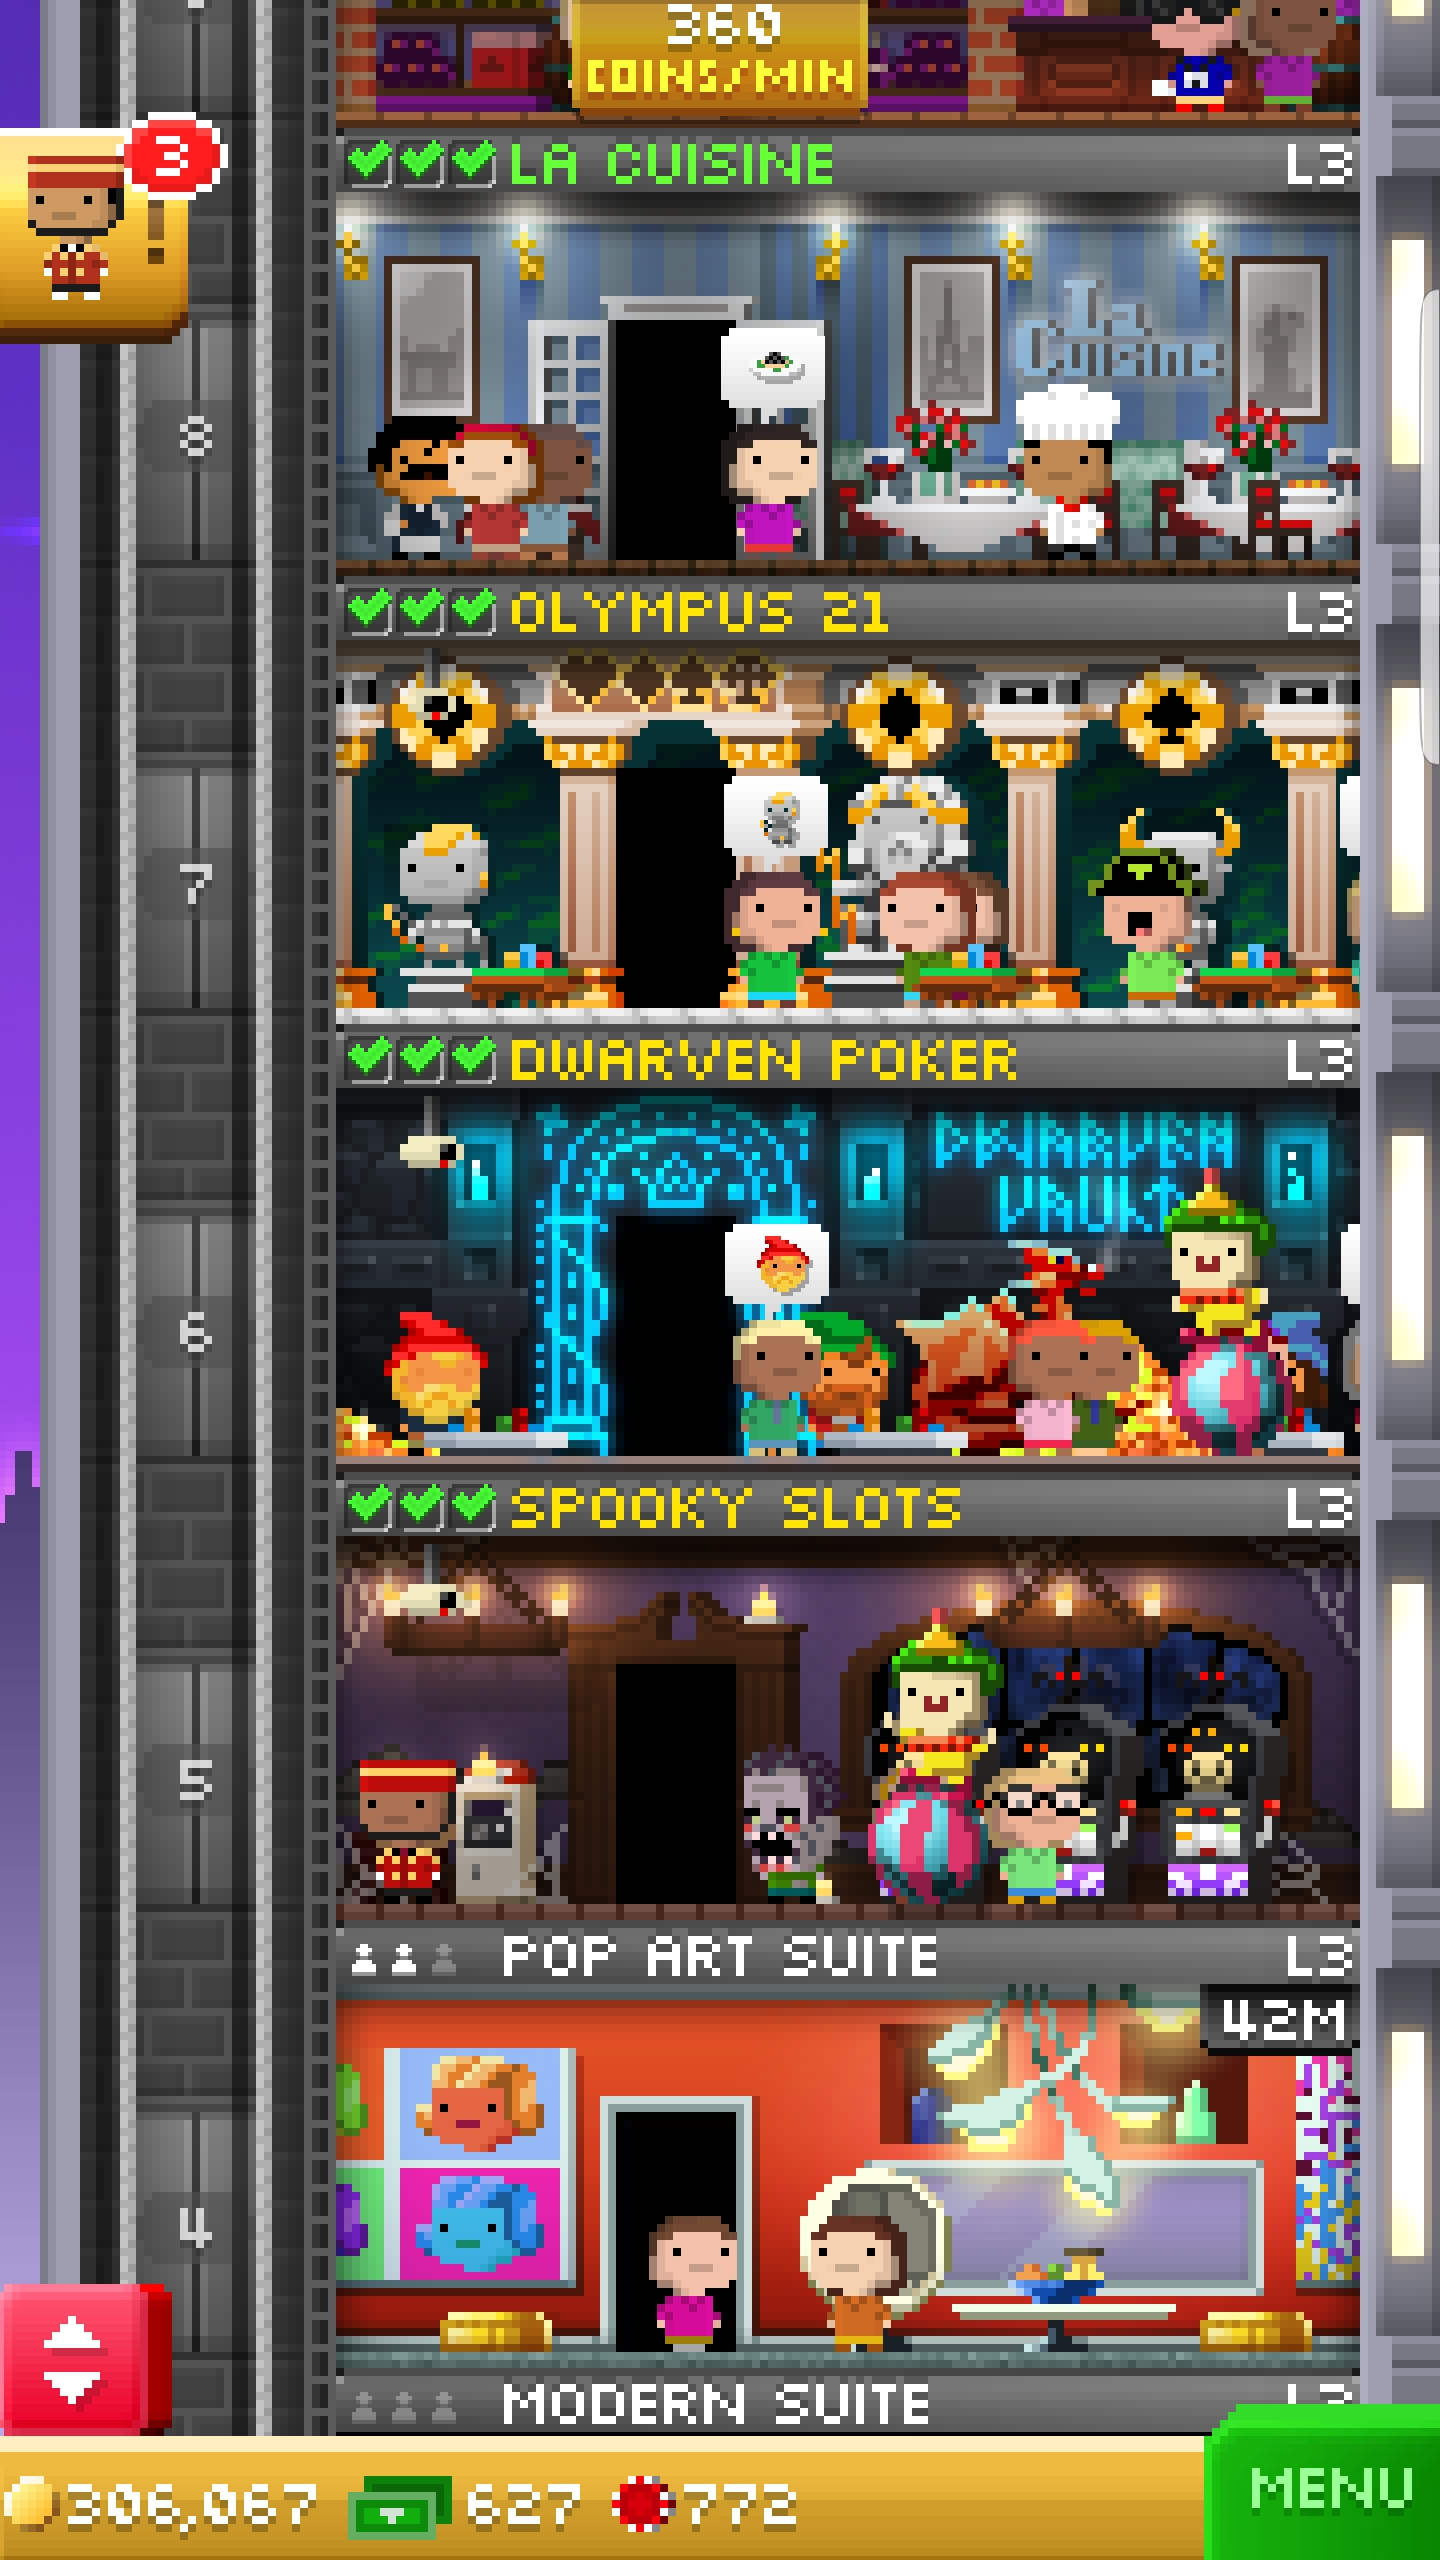 360
COINS/MIN
3
!
LA CUISINE L3
La
Cuisine
8
OLYMPUS 21 L3
7
DWARVEN POKER L3
DWARVEN
VAULT
6
SPOOKY SLOTS L3
5
POP ART SUITE L3
42M
4
MODERN SUITE L3
306,067 627 772
MENU